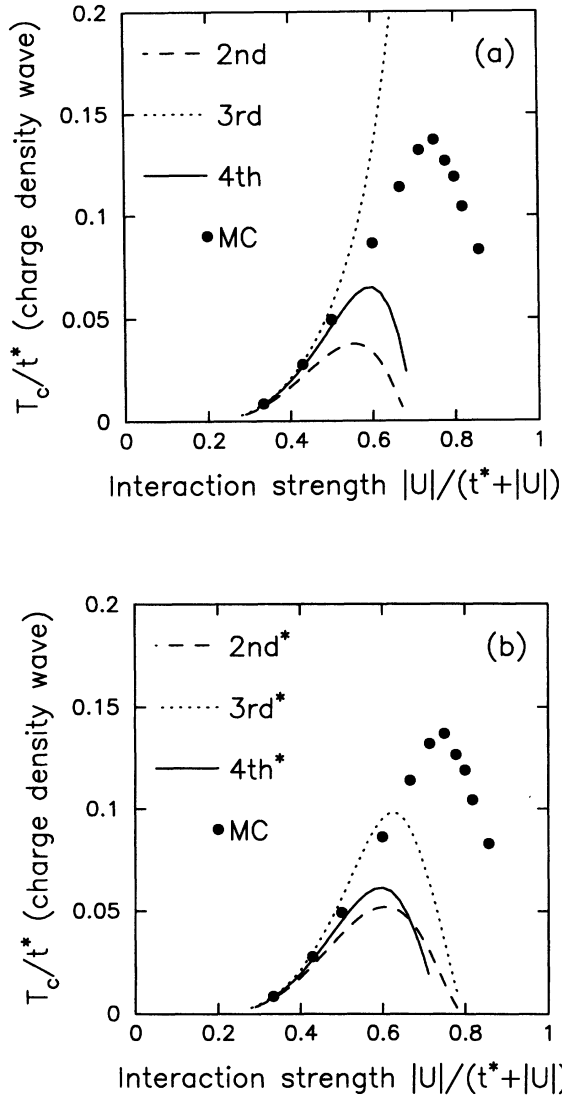 0.2
(a)
2nd
0.15
3rd
4th
0.1
MC
0.05
0
0
0.2
0.4
0.6
0.8
1
T_c/t* (charge density wave)
Interaction strength |U|/(t*+|U|)
0.2
(b)
2nd*
0.15
3rd*
4th*
0.1
MC
0.05
0
0
0.2
0.4
0.6
0.8
1
T_c/t* (charge density wave)
Interaction strength |U|/(t*+|U|)